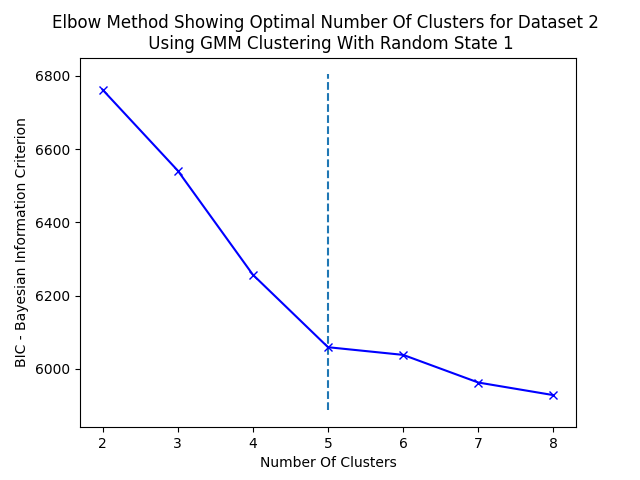 Elbow Method Showing Optimal Number Of Clusters for Dataset 2
Using GMM Clustering With Random State 1
6800
6600
6400
6200
6000
BIC - Bayesian Information Criterion
2 3 4 5 6 7 8
Number Of Clusters